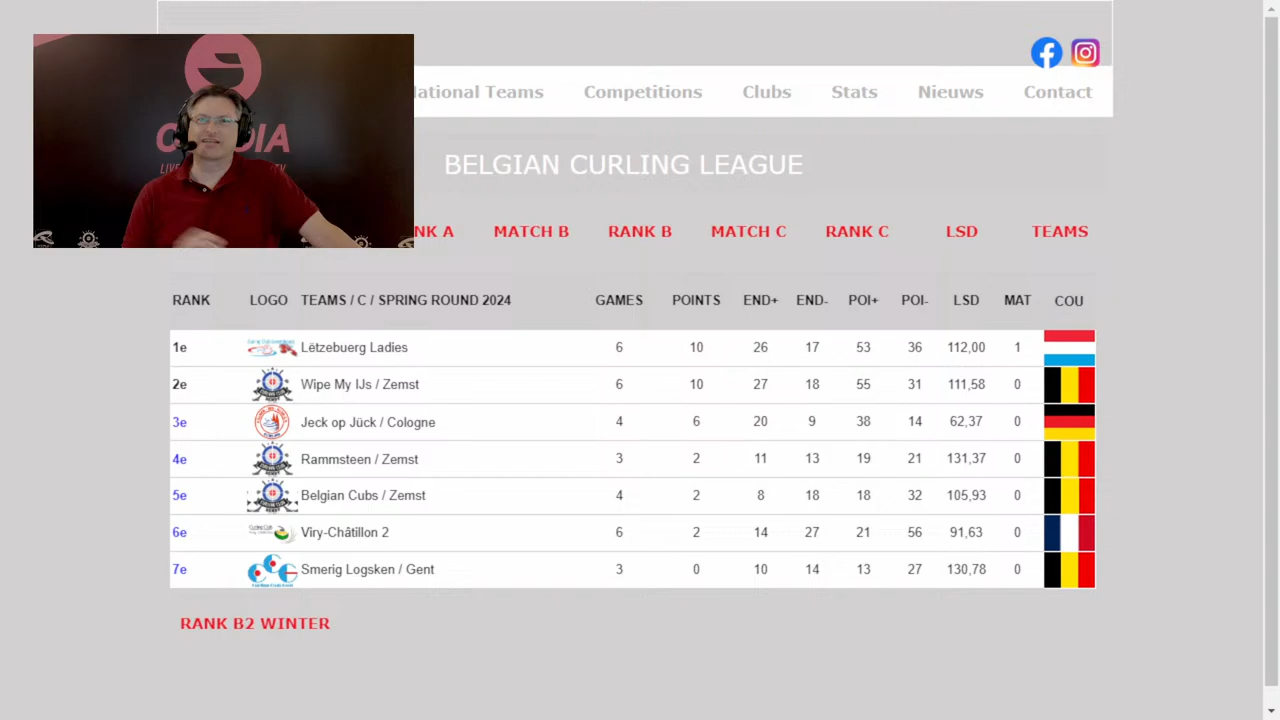 National Teams Competitions Clubs Stats Nieuws Contact
BELGIAN CURLING LEAGUE
NK A MATCH B RANK B MATCH C RANK C LSD TEAMS
RANK LOGO TEAMS / C / SPRING ROUND 2024 GAMES POINTS END+ END- POI+ POI- LSD MAT COU
1e Lëtzebuerg Ladies 6 10 26 17 53 36 112,00 1
2e Wipe My IJs / Zemst 6 10 27 18 55 31 111,58 0
3e Jeck op Jück / Cologne 4 6 20 9 38 14 62,37 0
4e Rammsteen / Zemst 3 2 11 13 19 21 131,37 0
5e Belgian Cubs / Zemst 4 2 8 18 18 32 105,93 0
6e Viry-Châtillon 2 6 2 14 27 21 56 91,63 0
7e Smerig Logsken / Gent 3 0 10 14 13 27 130,78 0
RANK B2 WINTER